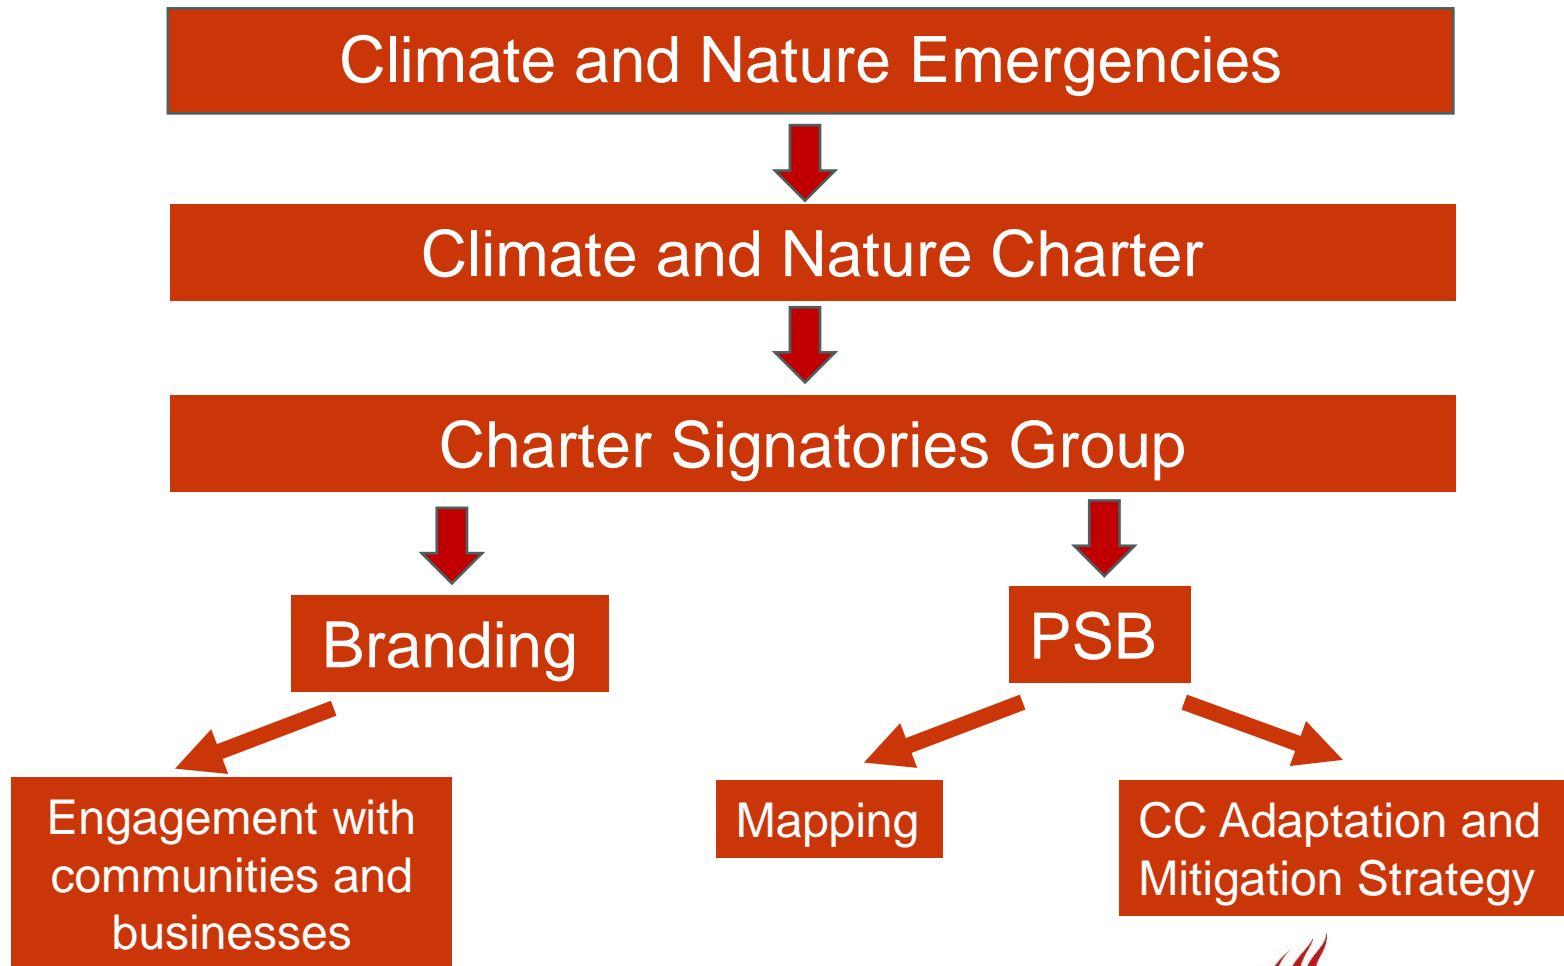 Climate and Nature Emergencies
Climate and Nature Charter
Charter Signatories Group
Branding
PSB
Engagement with
communities and
businesses
Mapping
CC Adaptation and
Mitigation Strategy